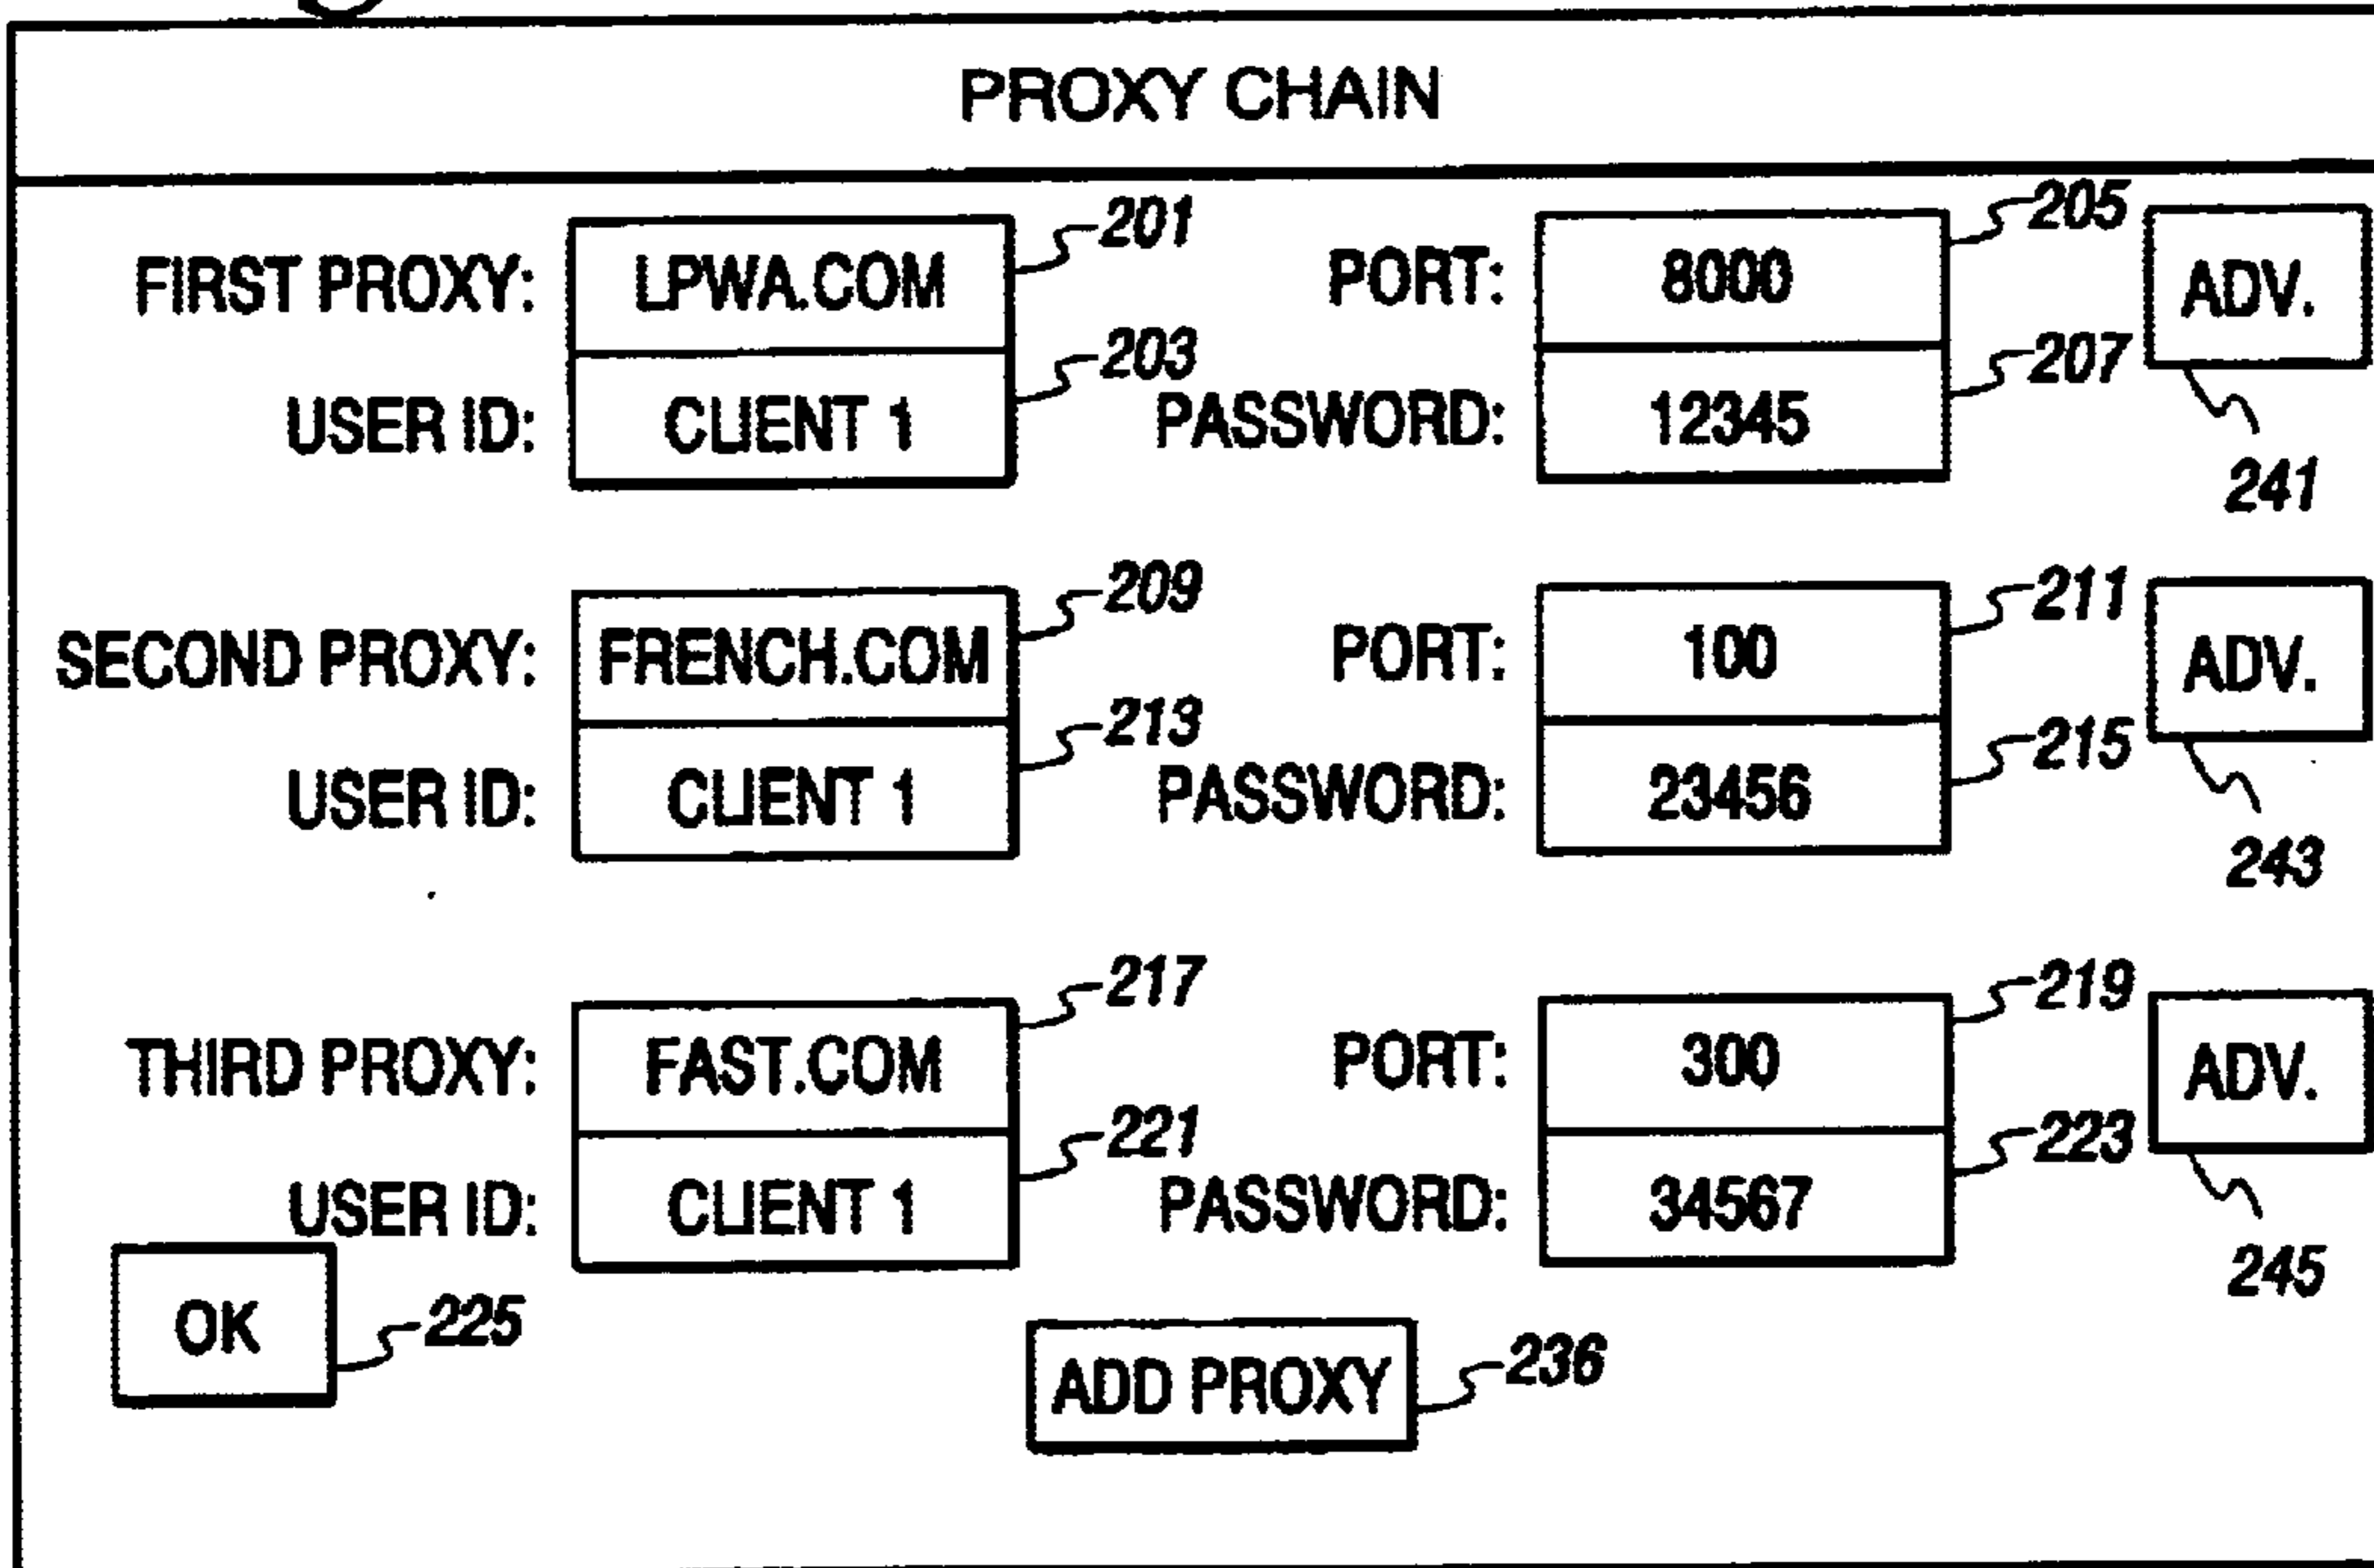 PROXY CHAIN
FIRST PROXY: LPWA.COM 201 PORT: 8000 205 ADV.
USER ID: CLIENT 1 203 PASSWORD: 12345 207 241
SECOND PROXY: FRENCH.COM 209 PORT: 100 211 ADV.
USER ID: CLIENT 1 213 PASSWORD: 23456 215 243
THIRD PROXY: FAST.COM 217 PORT: 300 219 ADV.
USER ID: CLIENT 1 221 PASSWORD: 34567 223 245
OK 225
ADD PROXY 236